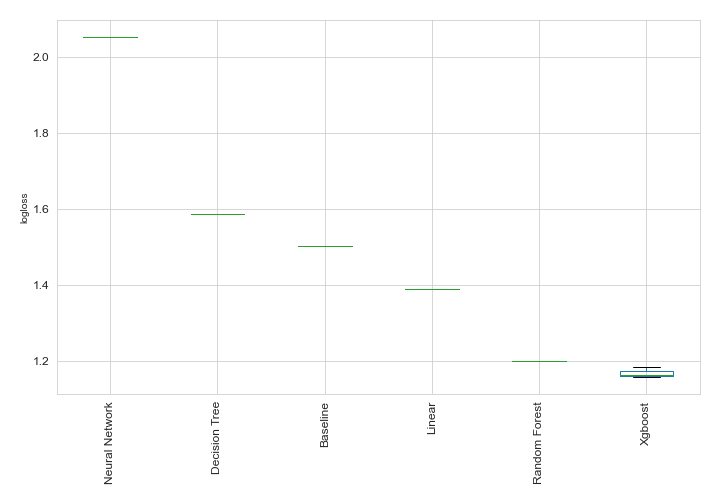 2.0
1.8
1.6
1.4
1.2
logloss
Neural Network
Decision Tree
Baseline
Linear
Random Forest
Xgboost